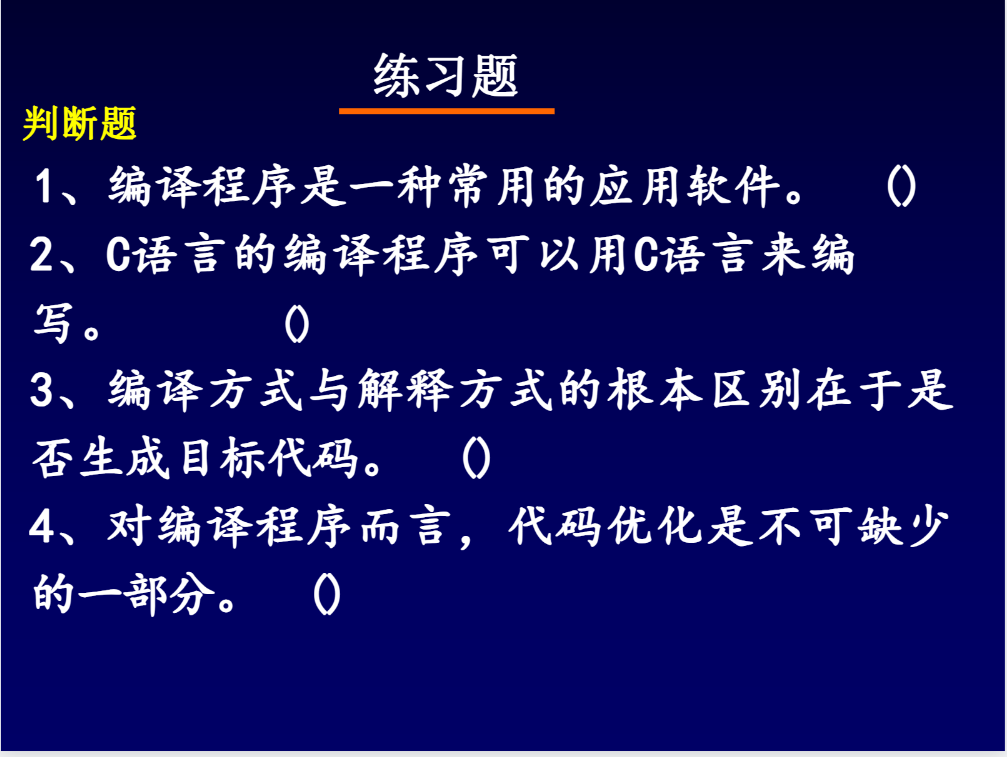 练习题
判断题
1、编译程序是一种常用的应用软件。 ()
2、C语言的编译程序可以用C语言来编
写。 ()
3、编译方式与解释方式的根本区别在于是
否生成目标代码。 ()
4、对编译程序而言，代码优化是不可缺少
的一部分。 ()